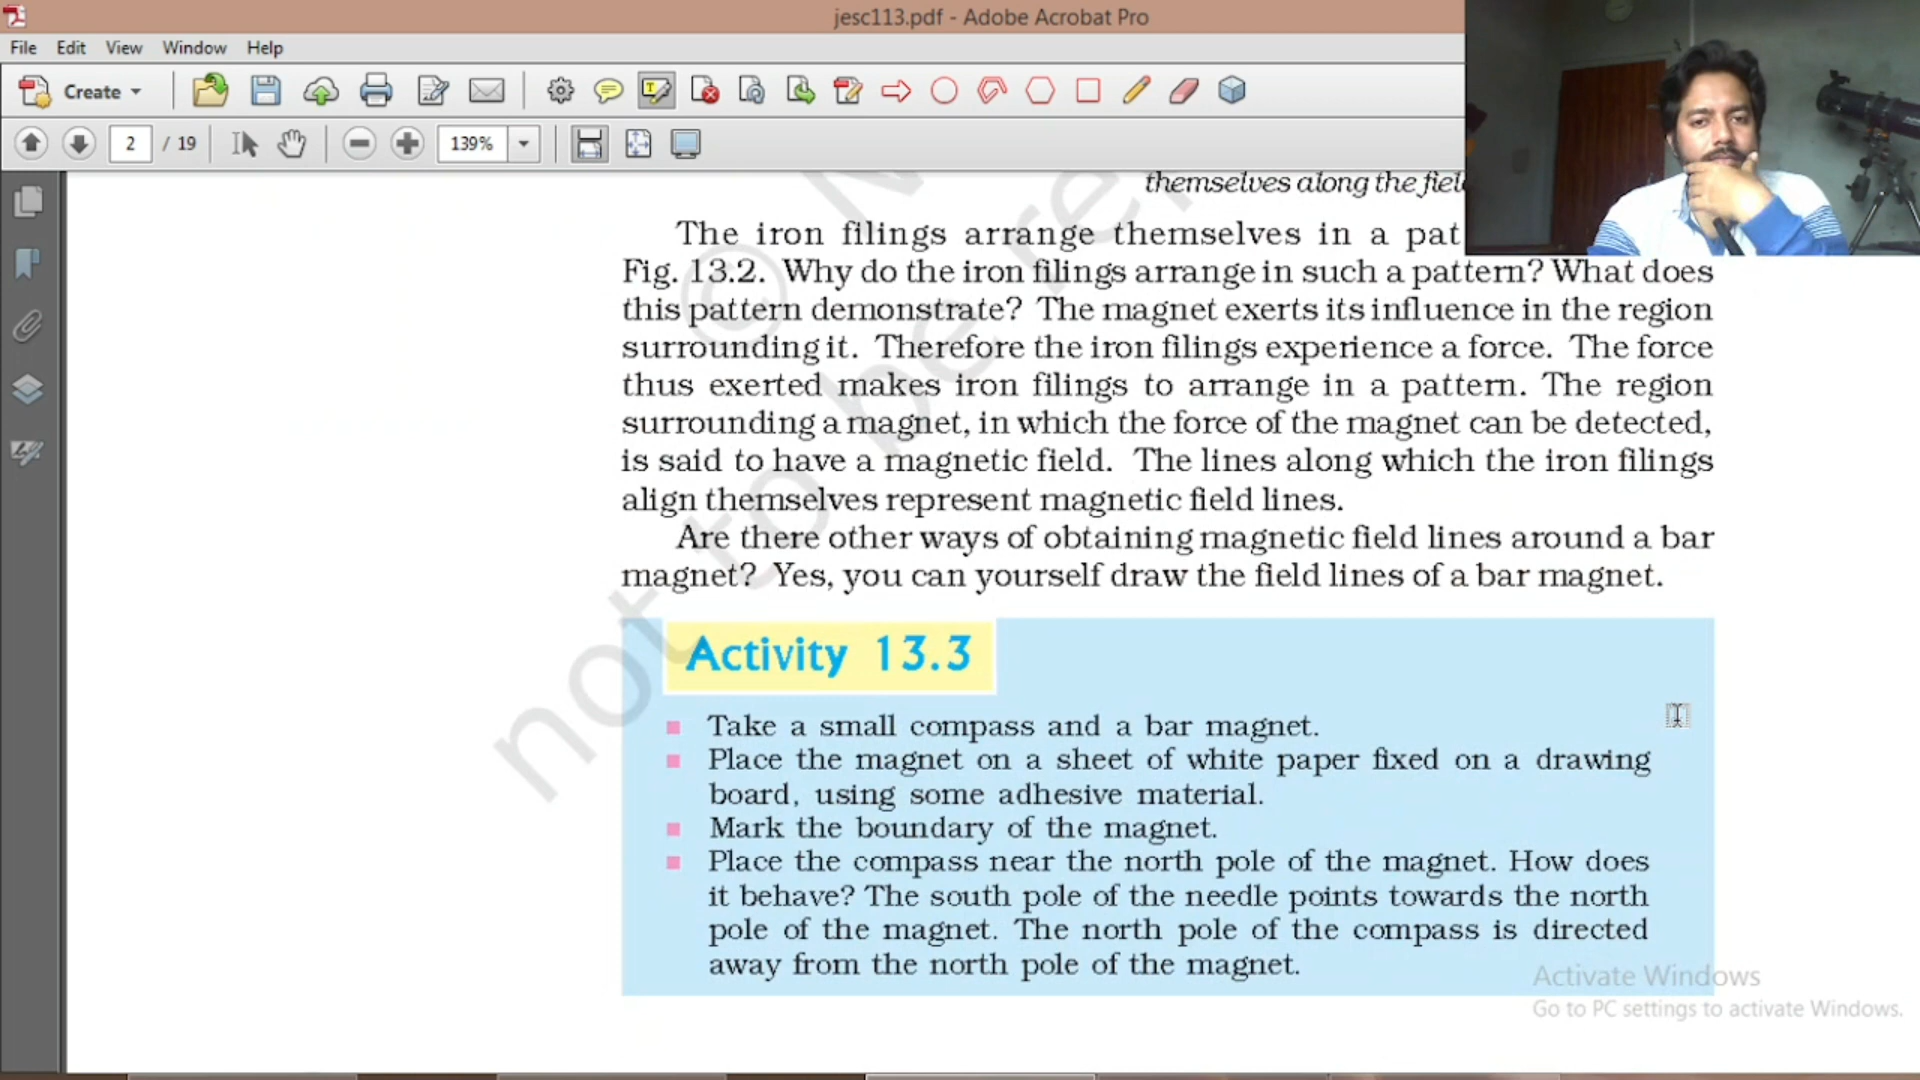 jesc113.pdf - Adobe Acrobat Pro
File Edit View Window Help
Create
2 / 19 139%
themselves along the fiel
The iron filings arrange themselves in a pat
Fig. 13.2. Why do the iron filings arrange in such a pattern? What does
this pattern demonstrate? The magnet exerts its influence in the region
surrounding it. Therefore the iron filings experience a force. The force
thus exerted makes iron filings to arrange in a pattern. The region
surrounding a magnet, in which the force of the magnet can be detected,
is said to have a magnetic field. The lines along which the iron filings
align themselves represent magnetic field lines.
Are there other ways of obtaining magnetic field lines around a bar
magnet? Yes, you can yourself draw the field lines of a bar magnet.
Activity 13.3
Take a small compass and a bar magnet.
Place the magnet on a sheet of white paper fixed on a drawing
board, using some adhesive material.
Mark the boundary of the magnet.
Place the compass near the north pole of the magnet. How does
it behave? The south pole of the needle points towards the north
pole of the magnet. The north pole of the compass is directed
away from the north pole of the magnet.
© N
not to be re
Activate Windows
Go to PC settings to activate Windows.